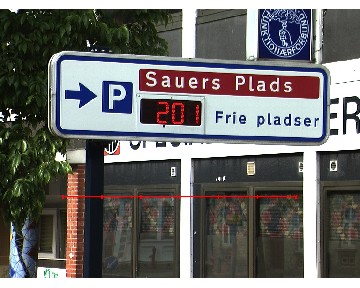 P Sauers Plads
201 Frie pladser